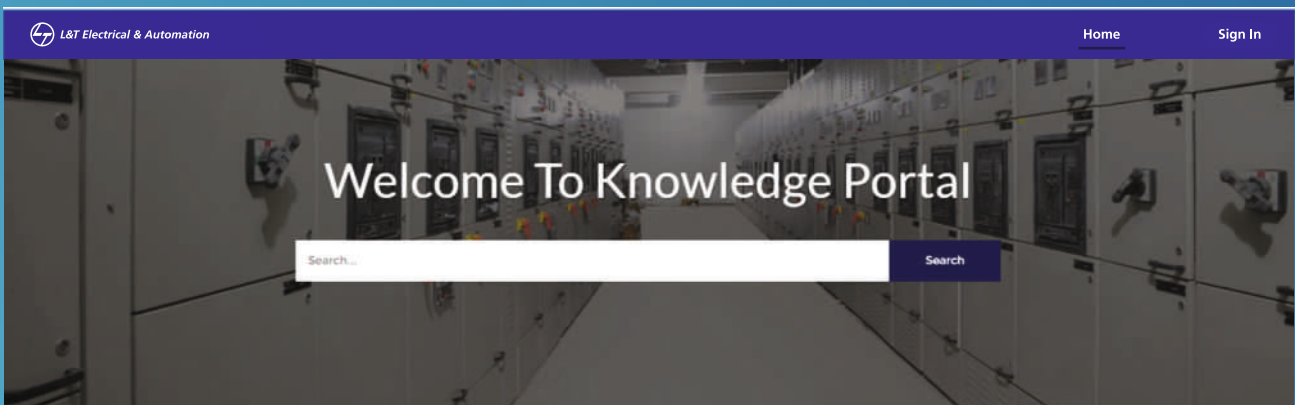 L&T Electrical & Automation
Home
Sign In
Welcome To Knowledge Portal
Search...
Search